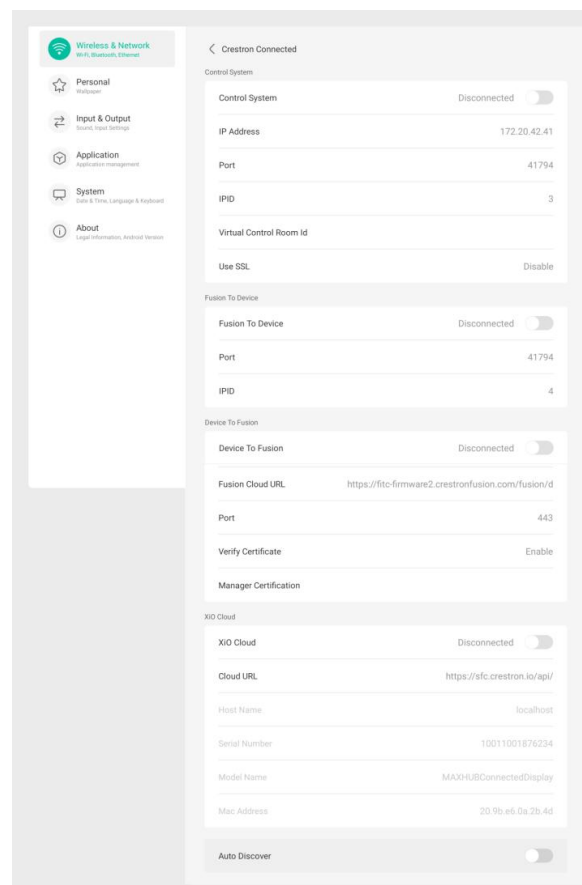 Wireless & Network
Wi-Fi, Bluetooth, Ethernet
Personal
Wallpaper
Input & Output
Sound, Input Settings
Application
Application management
System
Date & Time, Language & Keyboard
About
Legal Information, Android Version
Crestron Connected
Control System
Control System Disconnected
IP Address 172.20.42.41
Port 41794
IPID 3
Virtual Control Room Id
Use SSL Disable
Fusion To Device
Fusion To Device Disconnected
Port 41794
IPID 4
Device To Fusion
Device To Fusion Disconnected
Fusion Cloud URL https://fitc-firmware2.crestronfusion.com/fusion/d
Port 443
Verify Certificate Enable
Manager Certification
XiO Cloud
XiO Cloud Disconnected
Cloud URL https://sfc.crestron.io/api/
Host Name localhost
Serial Number 10011001876234
Model Name MAXHUBConnectedDisplay
Mac Address 20.9b.e6.0a.2b.4d
Auto Discover